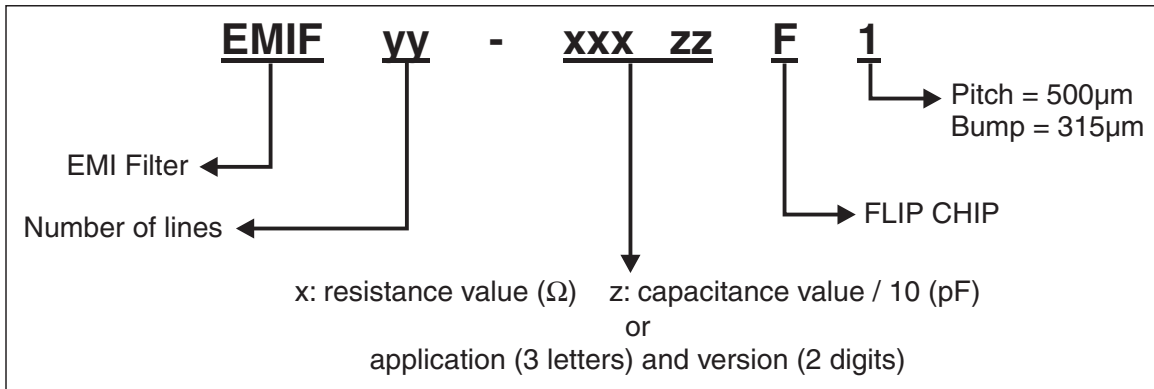 EMIF yy - xxx zz F 1
Pitch = 500µm
Bump = 315µm
EMI Filter
FLIP CHIP
Number of lines
x: resistance value (Ω) z: capacitance value / 10 (pF)
or
application (3 letters) and version (2 digits)